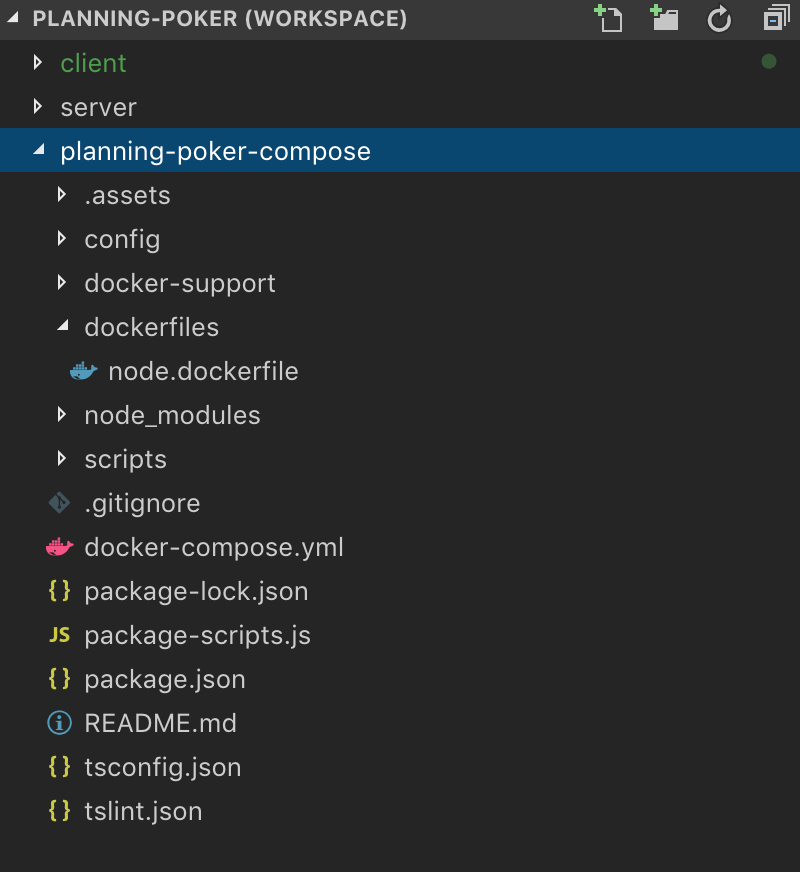 PLANNING-POKER (WORKSPACE)
client
server
planning-poker-compose
.assets
config
docker-support
dockerfiles
node.dockerfile
node_modules
scripts
.gitignore
docker-compose.yml
{ } package-lock.json
JS package-scripts.js
{ } package.json
README.md
{ } tsconfig.json
{ } tslint.json